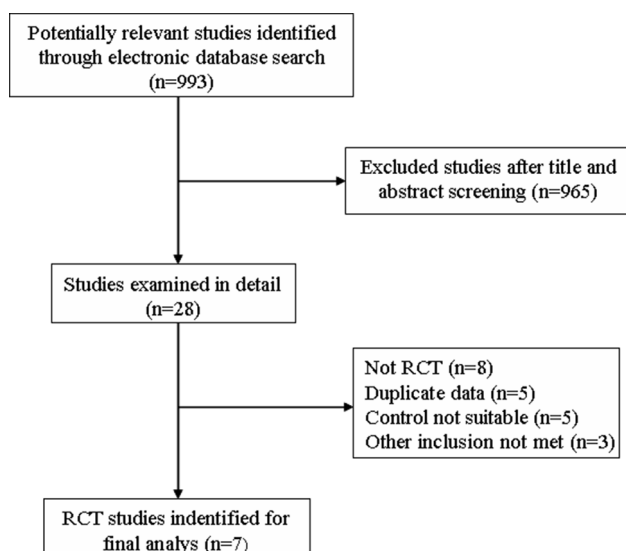 Potentially relevant studies identified
through electronic database search
(n=993)
Excluded studies after title and
abstract screening (n=965)
Studies examined in detail
(n=28)
Not RCT (n=8)
Duplicate data (n=5)
Control not suitable (n=5)
Other inclusion not met (n=3)
RCT studies indentified for
final analys (n=7)